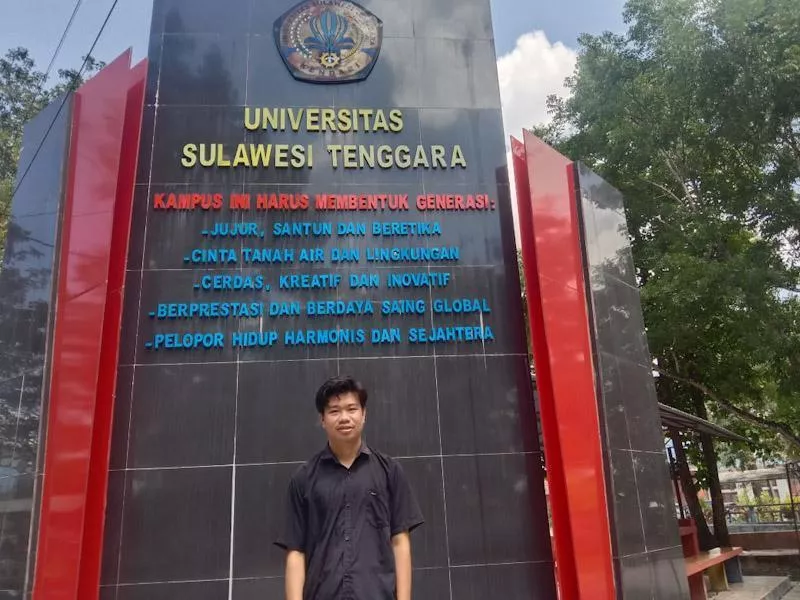 KENDARI
UNIVERSITAS
SULAWESI TENGGARA
KAMPUS INI HARUS MEMBENTUK GENERASI:
-JUJUR, SANTUN DAN BERETIKA
-CINTA TANAH AIR DAN LINGKUNGAN
-CERDAS, KREATIF DAN INOVATIF
-BERPRESTASI DAN BERDAYA SAING GLOBAL
-PELOPOR HIDUP HARMONIS DAN SEJAHTERA